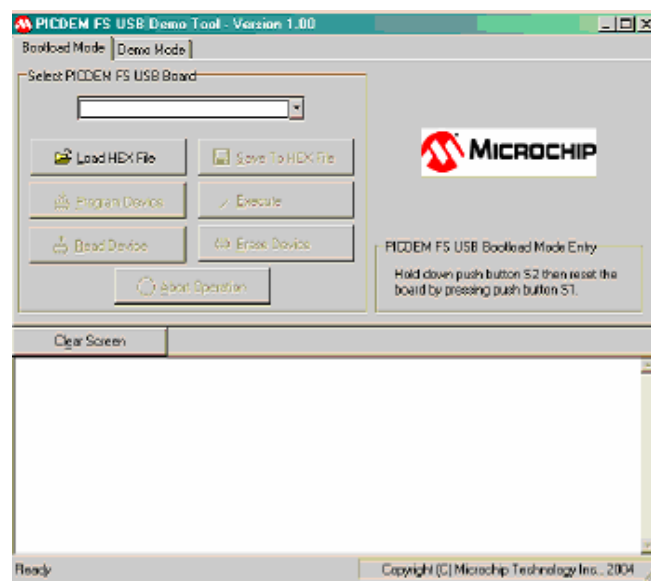 PICDEM FS USB Demo Tool - Version 1.00
Bootload Mode Demo Mode
Select PICDEM FS USB Board
Load HEX File Save To HEX File
MICROCHIP
Program Device Execute
Read Device Erase Device
PICDEM FS USB Bootload Mode Entry
Hold down push button S2 then reset the
board by pressing push button S1.
Abort Operation
Clear Screen
Ready Copyright (C) Microchip Technology Inc., 2004